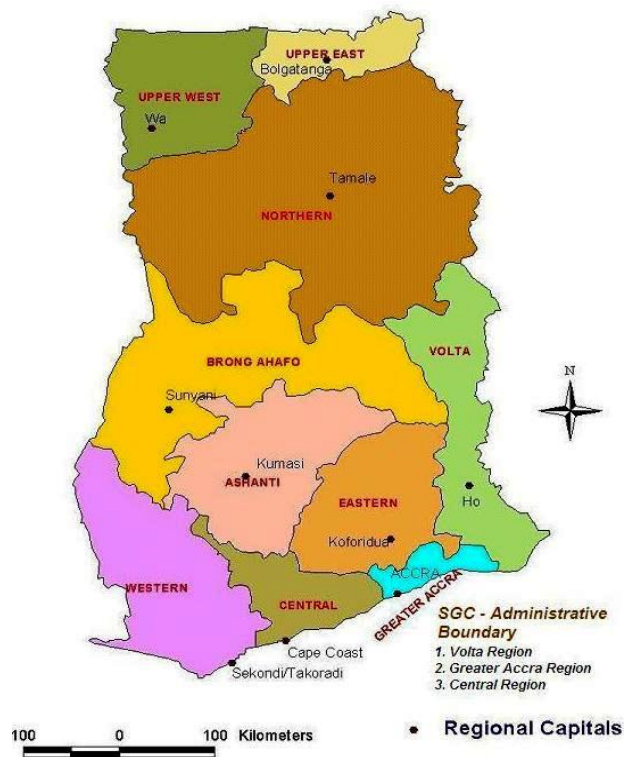 UPPER EAST
Bolgatanga
UPPER WEST
Wa
Tamale
NORTHERN
VOLTA
BRONG AHAFO
N
Sunyani
Kumasi
ASHANTI
Ho
EASTERN
Koforidua
ACCRA
WESTERN
CENTRAL
GREATER ACCRA
SGC - Administrative
Boundary
1. Volta Region
2. Greater Accra Region
3. Central Region
Cape Coast
Sekondi/Takoradi
100 0 100 Kilometers
Regional Capitals